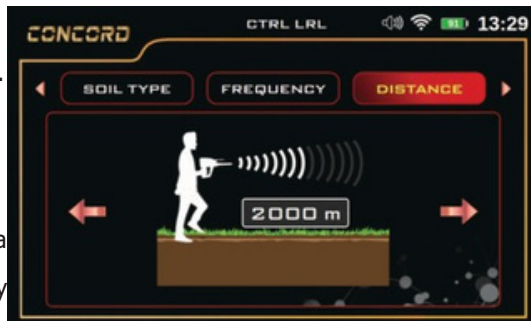 CONCORD CTRL LRL 91 13:29
SOIL TYPE FREQUENCY DISTANCE
2000 m
.
a
y